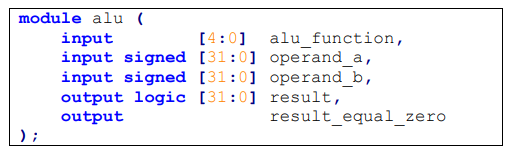 module alu (
    input        [4:0]  alu_function,
    input signed [31:0] operand_a,
    input signed [31:0] operand_b,
    output logic [31:0] result,
    output              result_equal_zero
);